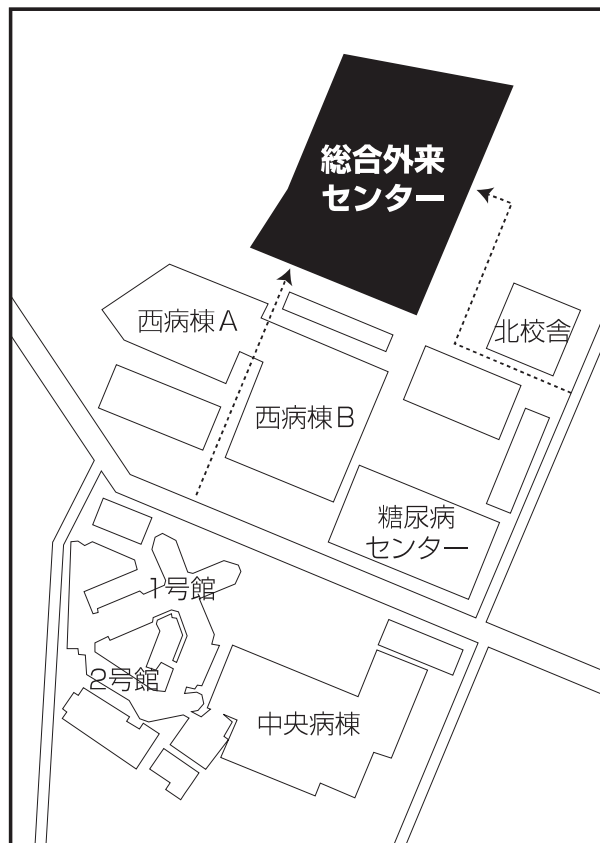 総合外来
センター
西病棟A
北校舎
西病棟B
糖尿病
センター
1号館
2号館
中央病棟